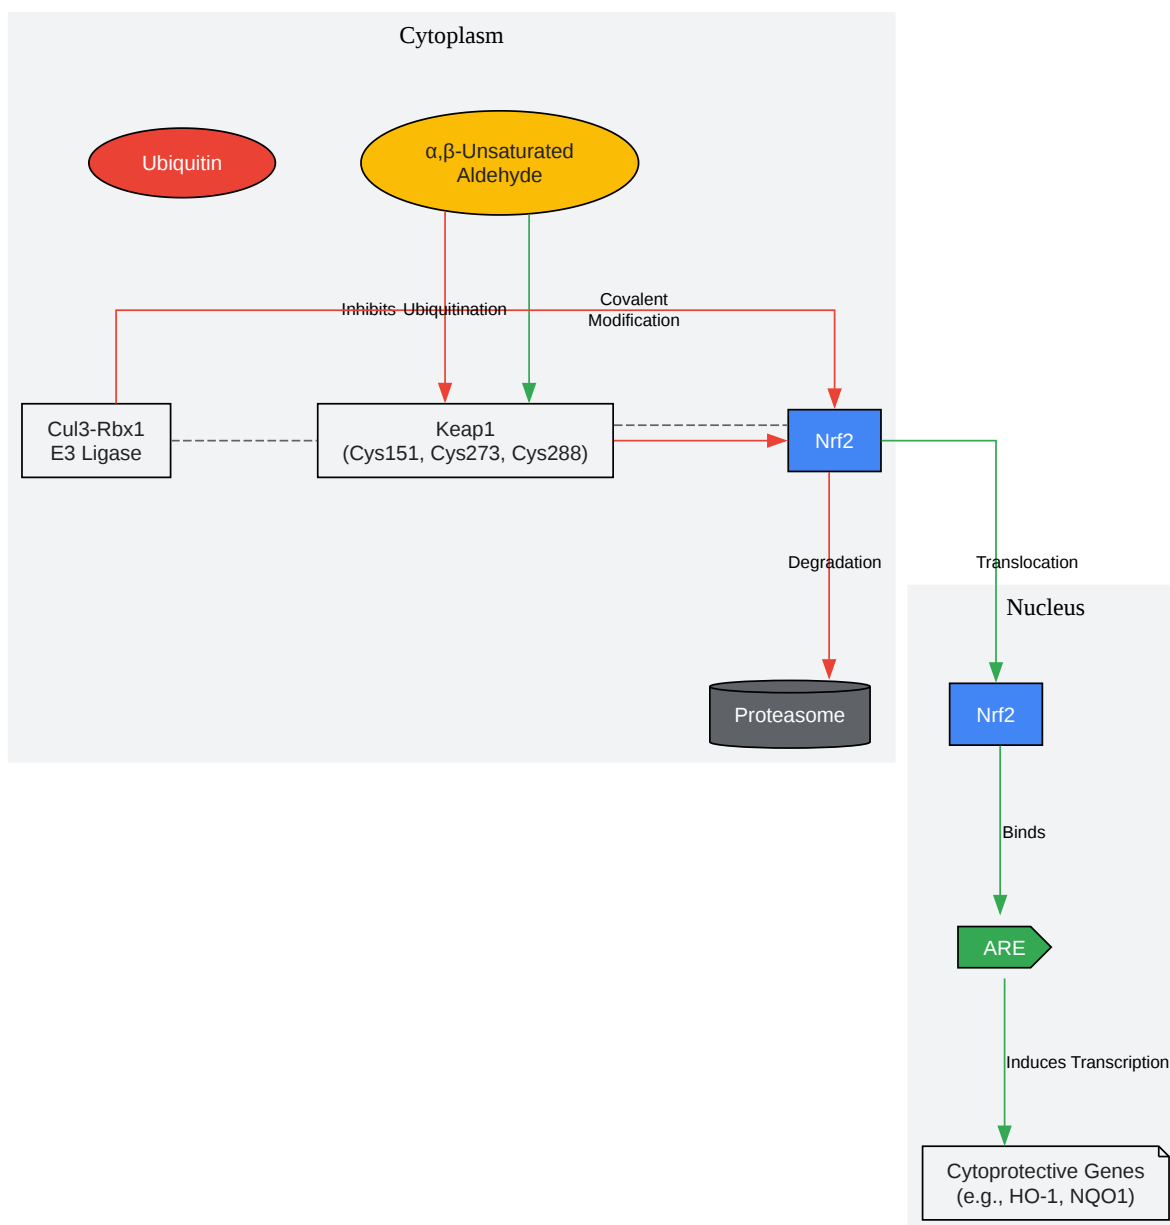 Cytoplasm
Ubiquitin
α,β-Unsaturated
Aldehyde
Inhibits
Ubiquitination
Covalent
Modification
Cul3-Rbx1
E3 Ligase
Keap1
(Cys151, Cys273, Cys288)
Nrf2
Degradation
Translocation
Nucleus
Proteasome
Nrf2
Binds
ARE
Induces Transcription
Cytoprotective Genes
(e.g., HO-1, NQO1)